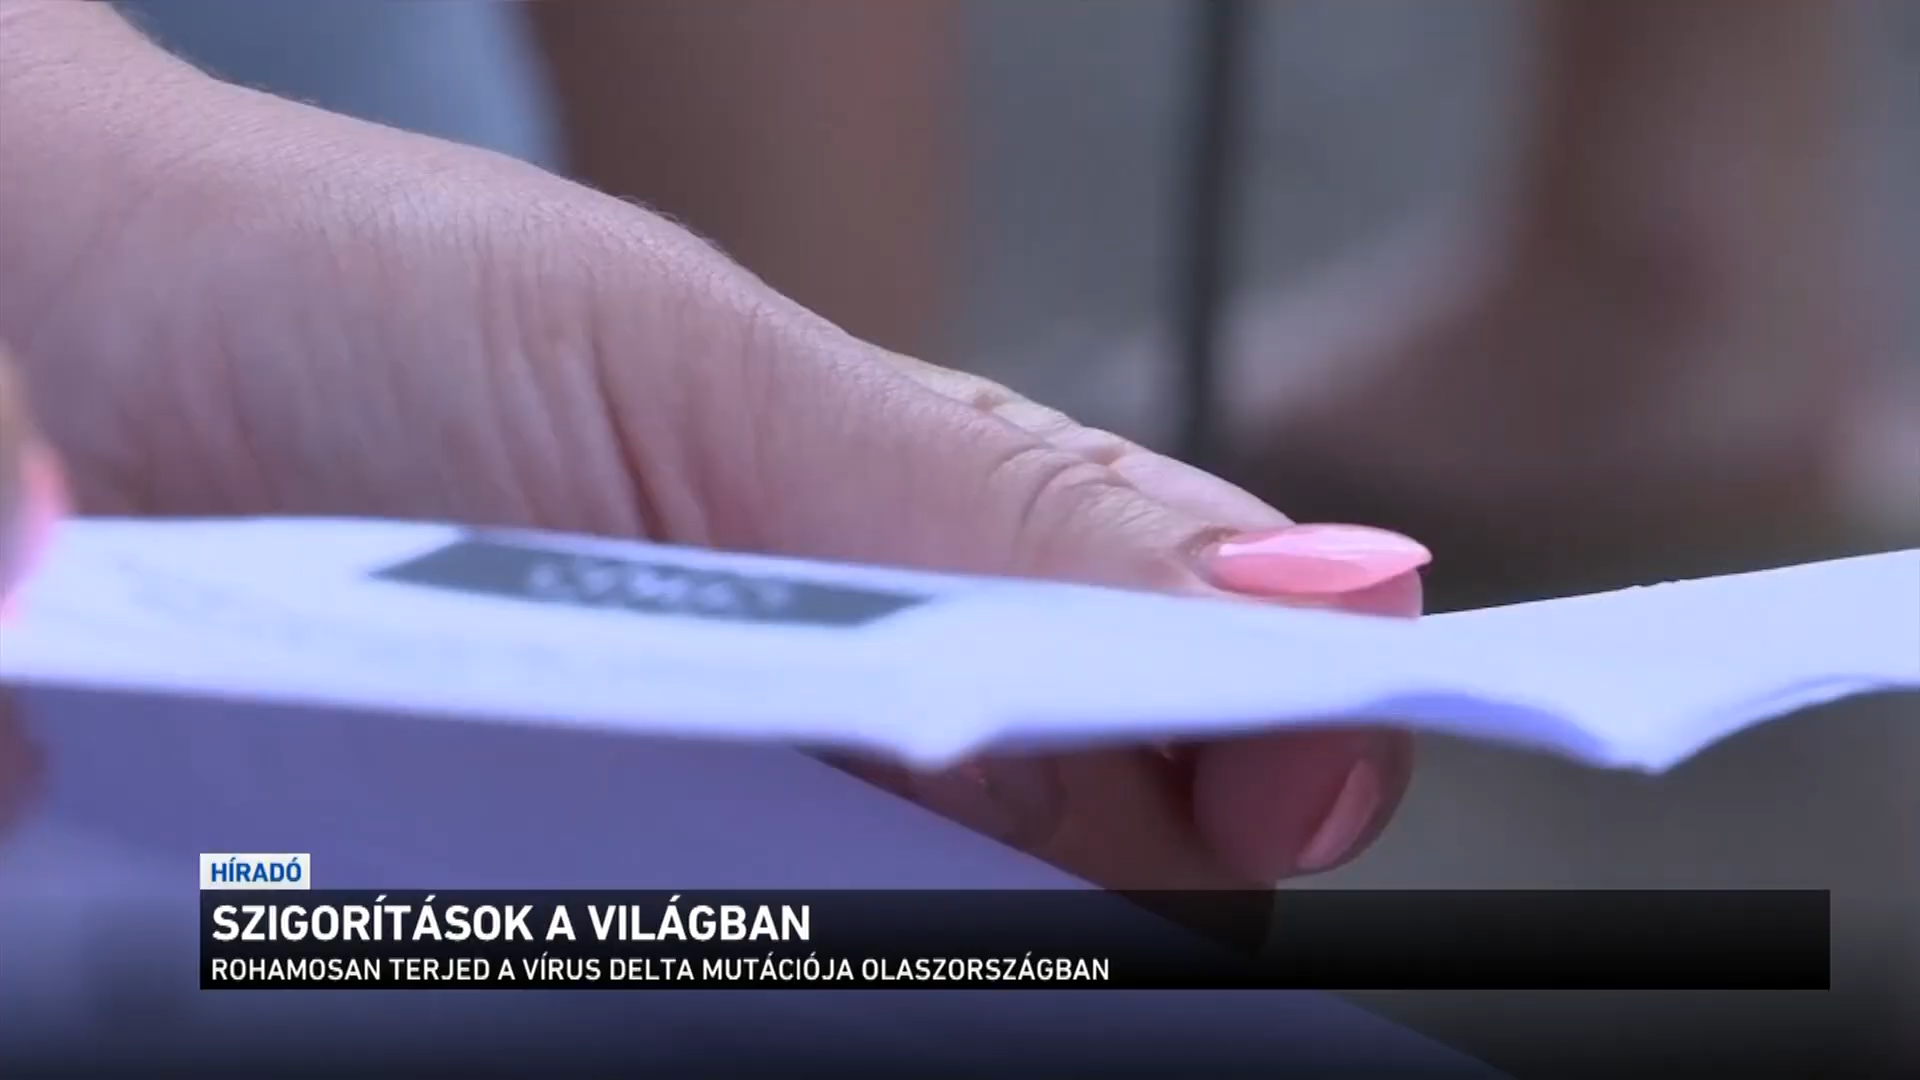 HÍRADÓ
SZIGORÍTÁSOK A VILÁGBAN
ROHAMOSAN TERJED A VÍRUS DELTA MUTÁCIÓJA OLASZORSZÁGBAN